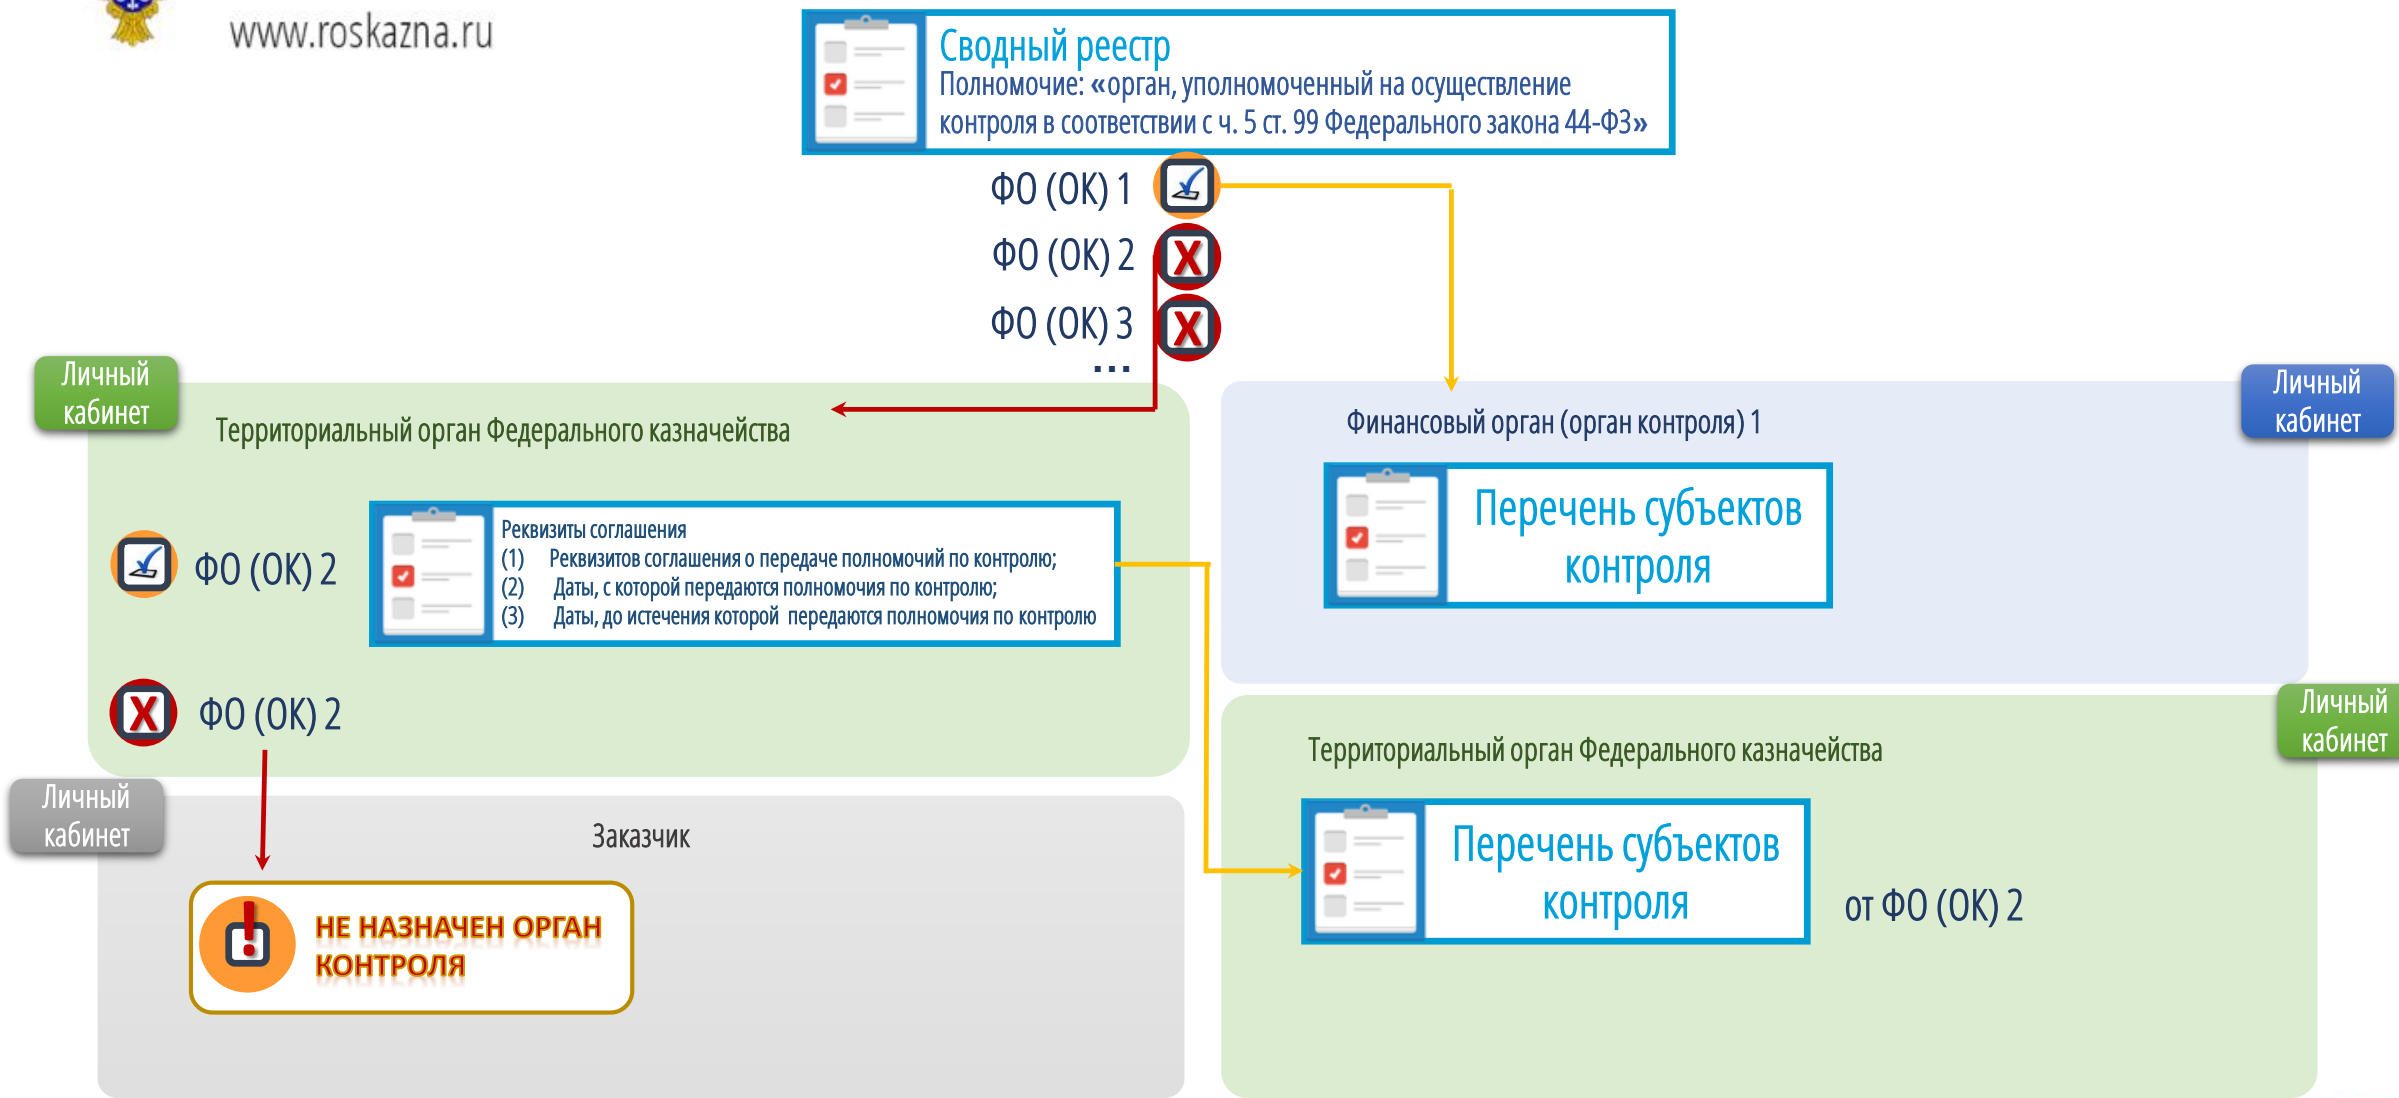 www.roskazna.ru
Сводный реестр
Полномочие: «орган, уполномоченный на осуществление
контроля в соответствии с ч. 5 ст. 99 Федерального закона 44-ФЗ»
ФО (ОК) 1
ФО (ОК) 2
X
ФО (ОК) 3
X
...
Личный
кабинет
Территориальный орган Федерального казначейства
ФО (ОК) 2
Реквизиты соглашения
(1) Реквизитов соглашения о передаче полномочий по контролю;
(2) Даты, с которой передаются полномочия по контролю;
(3) Даты, до истечения которой передаются полномочия по контролю
X
ФО (ОК) 2
Личный
кабинет
Финансовый орган (орган контроля) 1
Перечень субъектов
контроля
Личный
кабинет
Заказчик
!
НЕ НАЗНАЧЕН ОРГАН
КОНТРОЛЯ
Личный
кабинет
Территориальный орган Федерального казначейства
Перечень субъектов
контроля
от ФО (ОК) 2